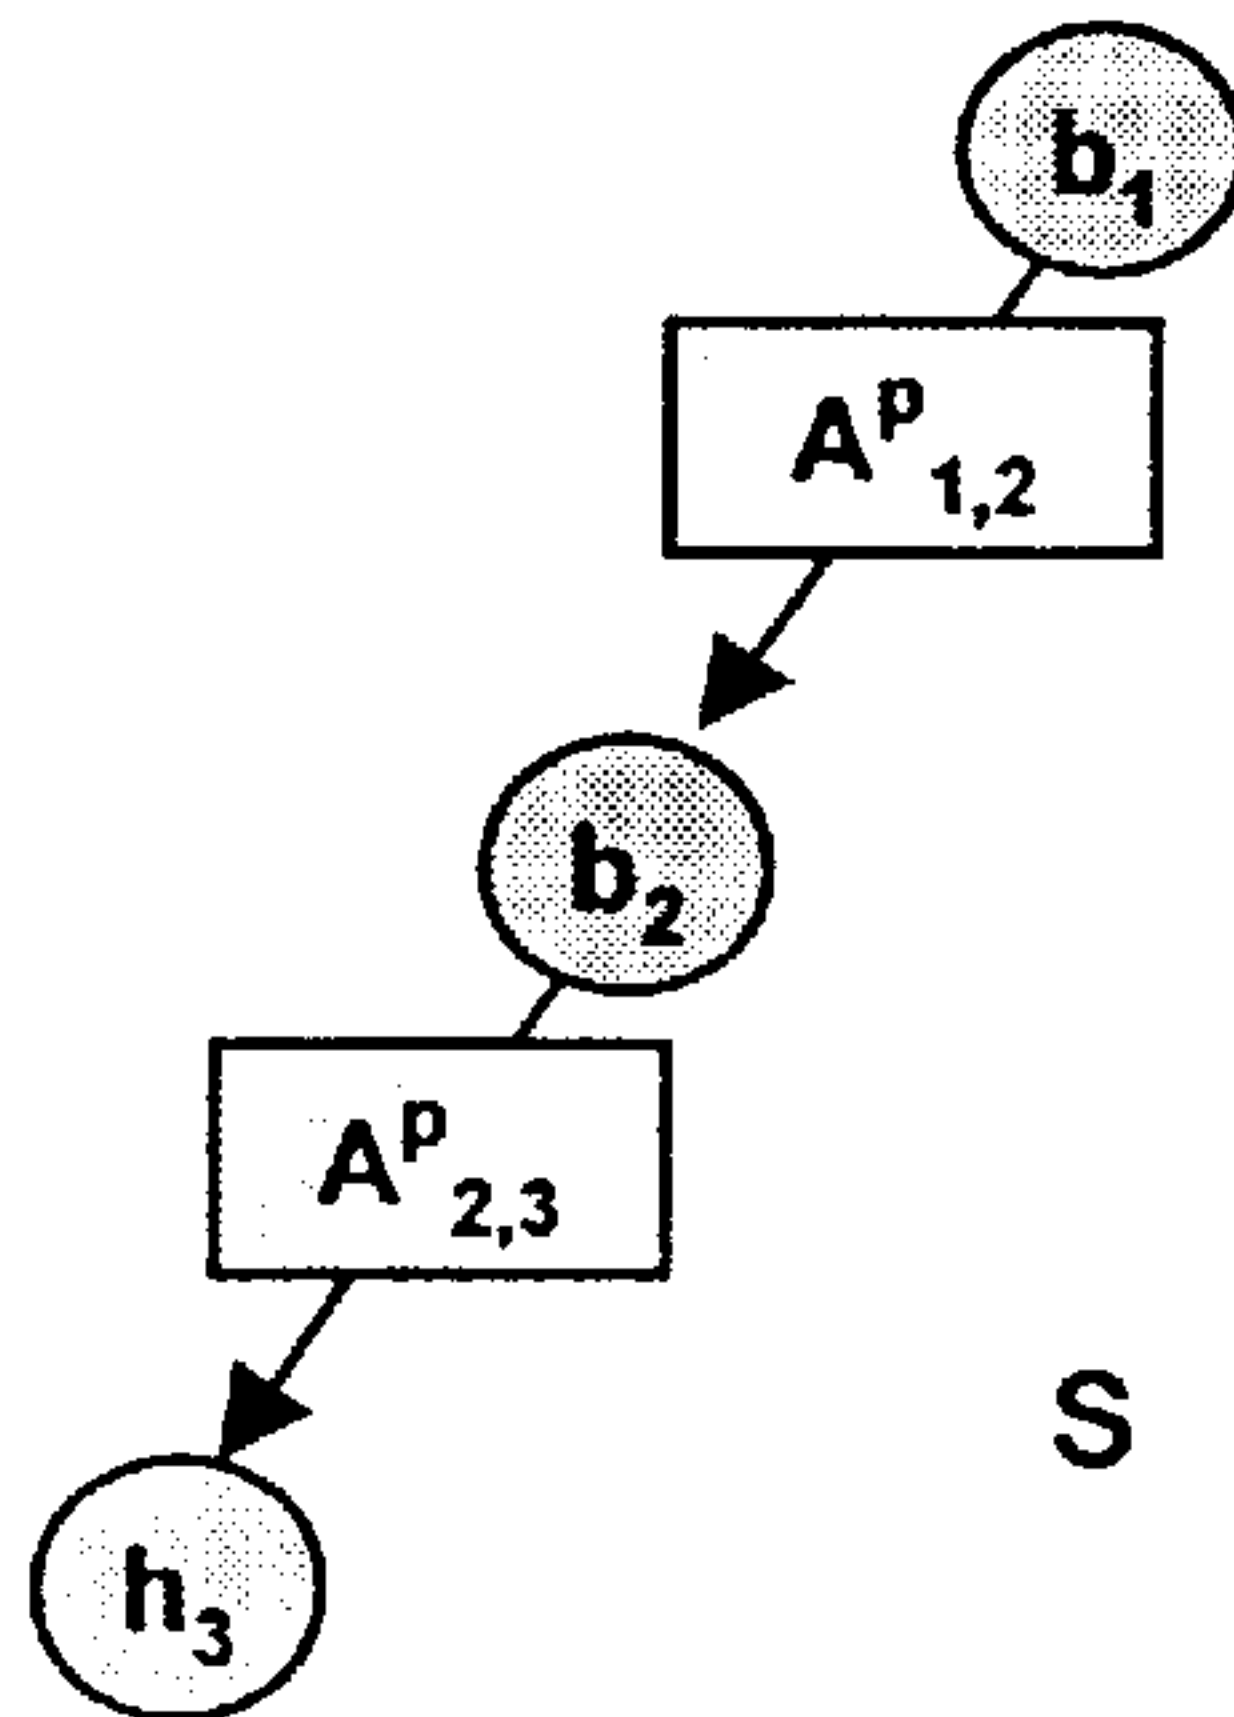 b₁
Aᵖ₁,₂
b₂
Aᵖ₂,₃
S
h₃